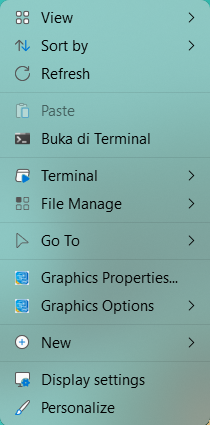 View
Sort by
Refresh
Paste
Buka di Terminal
Terminal
File Manage
Go To
Graphics Properties...
Graphics Options
New
Display settings
Personalize